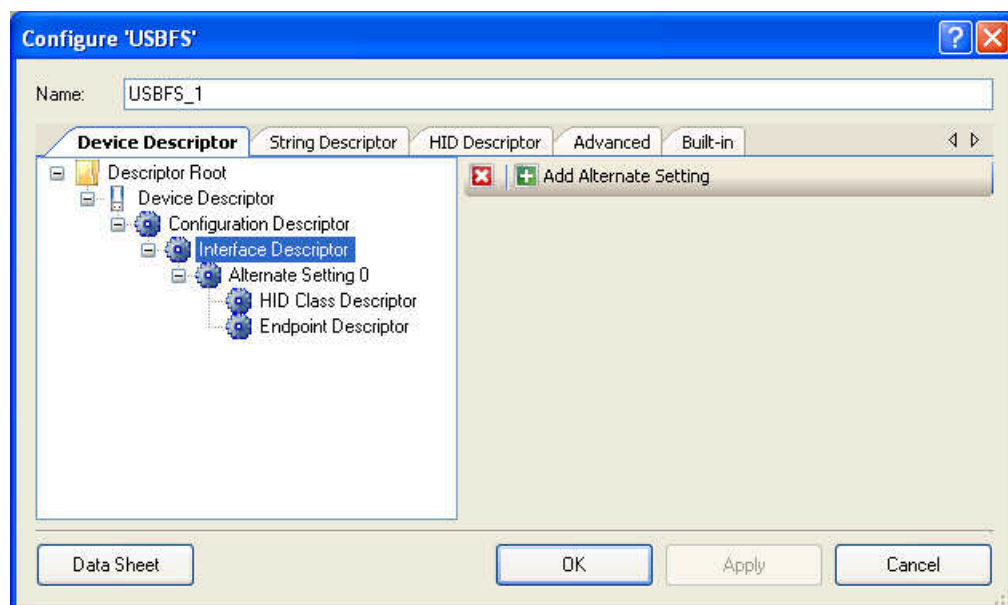 Configure 'USBFS'
Name: USBFS_1
Device Descriptor String Descriptor HID Descriptor Advanced Built-in
Descriptor Root
Device Descriptor
Configuration Descriptor
Interface Descriptor
Alternate Setting 0
HID Class Descriptor
Endpoint Descriptor
Add Alternate Setting
Data Sheet OK Apply Cancel